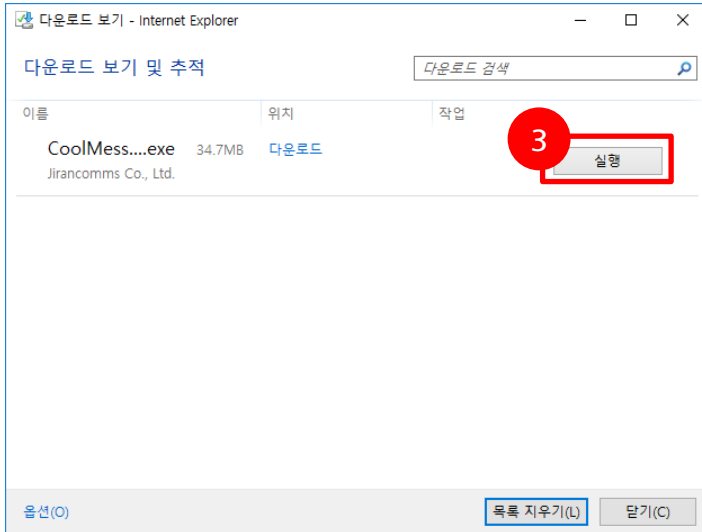 다운로드 보기 - Internet Explorer
다운로드 보기 및 추적
다운로드 검색
이름 위치 작업
3
CoolMess....exe 34.7MB 다운로드 실행
Jirancomms Co., Ltd.
옵션(O) 목록 지우기(L) 닫기(C)